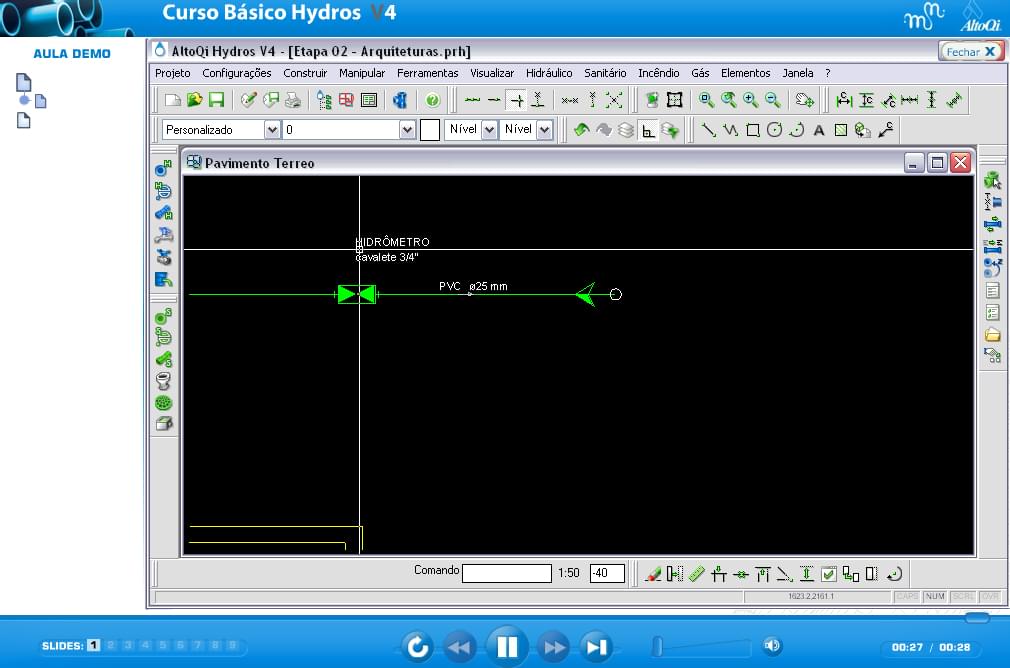 Curso Básico Hydros V4
mn AltoQi
AULA DEMO
AltoQi Hydros V4 - [Etapa 02 - Arquiteturas.prh]
Fechar X
Projeto Configurações Construir Manipular Ferramentas Visualizar Hidráulico Sanitário Incêndio Gás Elementos Janela ?
Personalizado 0 Nível Nível
Pavimento Terreo
HIDRÔMETRO
cavalete 3/4"
PVC ø25 mm
Comando 1:50 -40
1623.2,2161.1 CAPS NUM SCRL OVR
SLIDES: 1 2 3 4 5 6 7 8 9
00:27 / 00:28